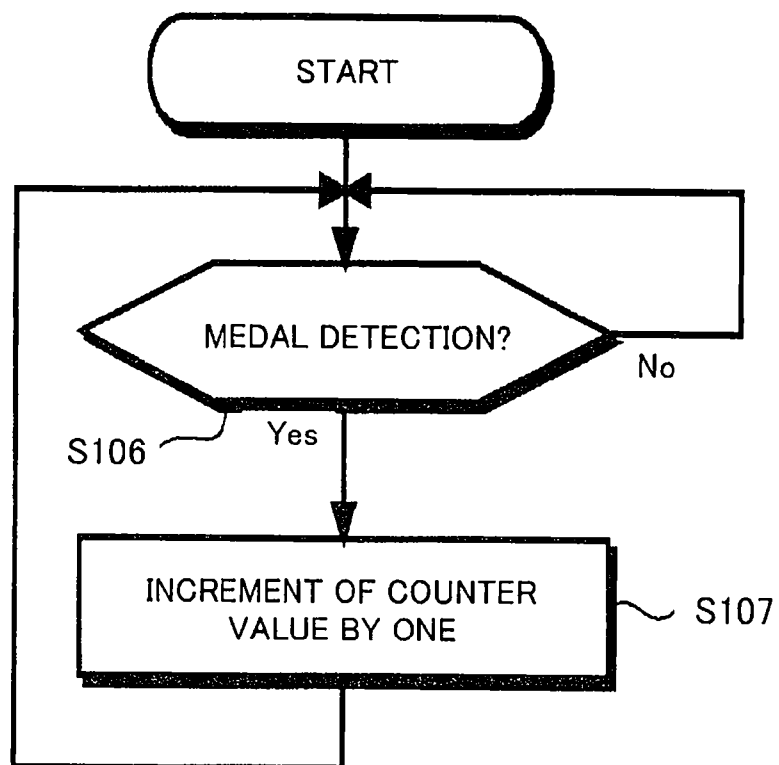 START
MEDAL DETECTION?
No
Yes
S106
INCREMENT OF COUNTER
VALUE BY ONE
S107